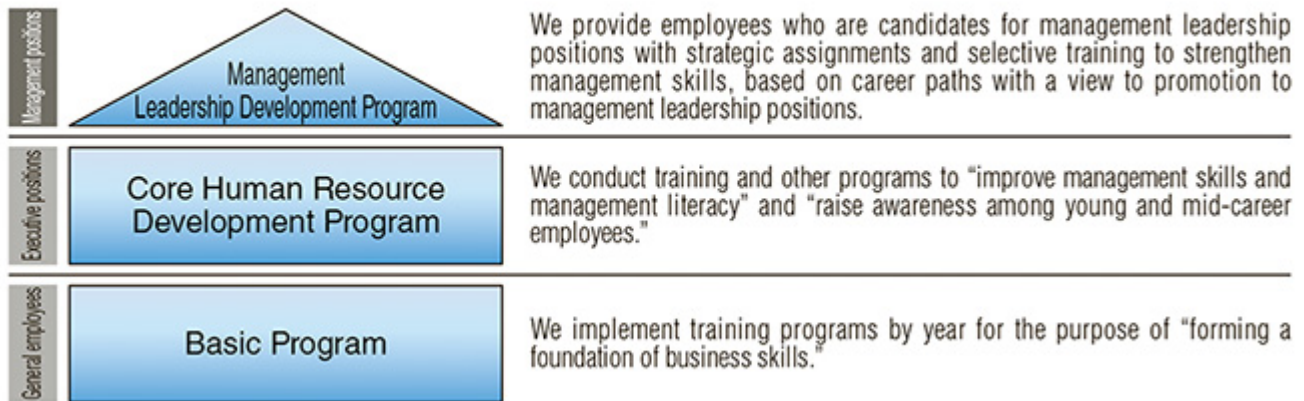 Management positions
Management
Leadership Development Program
We provide employees who are candidates for management leadership
positions with strategic assignments and selective training to strengthen
management skills, based on career paths with a view to promotion to
management leadership positions.
Executive positions
Core Human Resource
Development Program
We conduct training and other programs to “improve management skills and
management literacy” and “raise awareness among young and mid-career
employees.”
General employees
Basic Program
We implement training programs by year for the purpose of “forming a
foundation of business skills.”